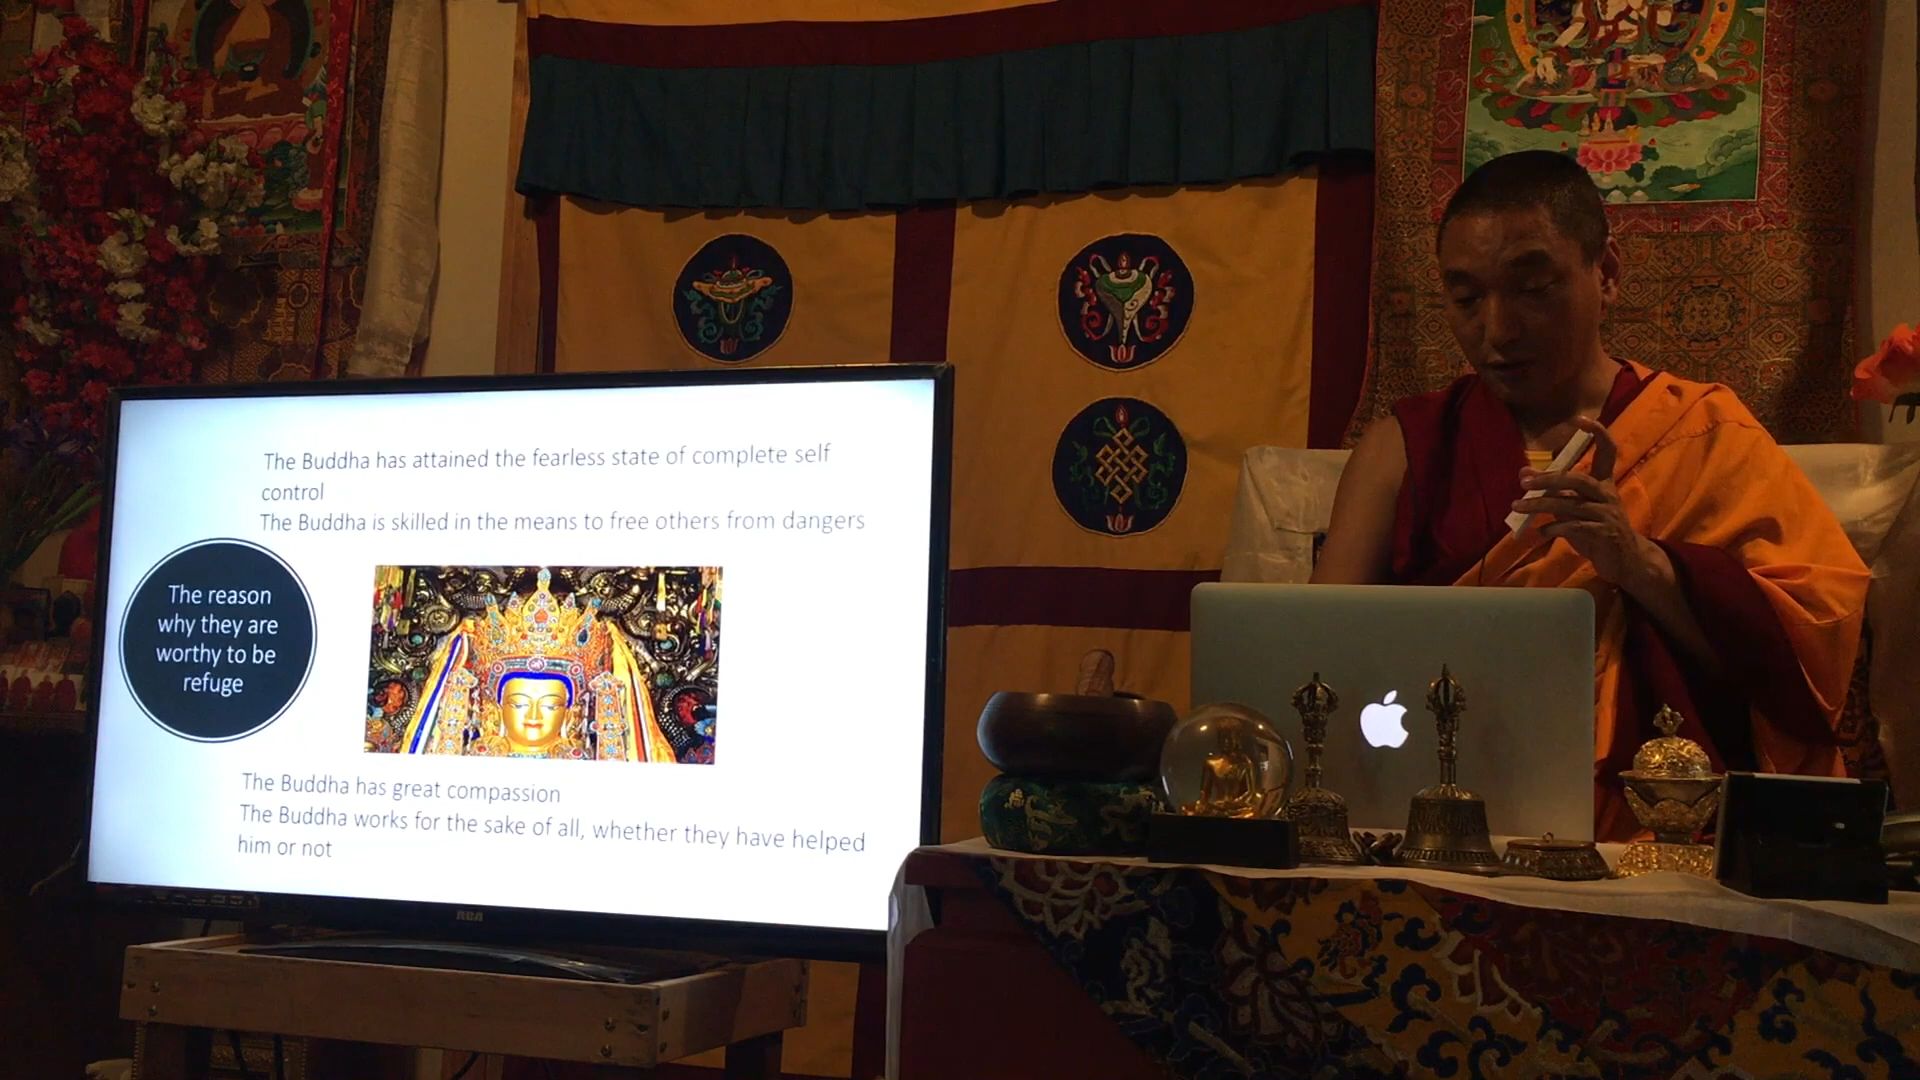 The Buddha has attained the fearless state of complete self
control
The Buddha is skilled in the means to free others from dangers
The reason
why they are
worthy to be
refuge
The Buddha has great compassion
The Buddha works for the sake of all, whether they have helped
him or not
RCA